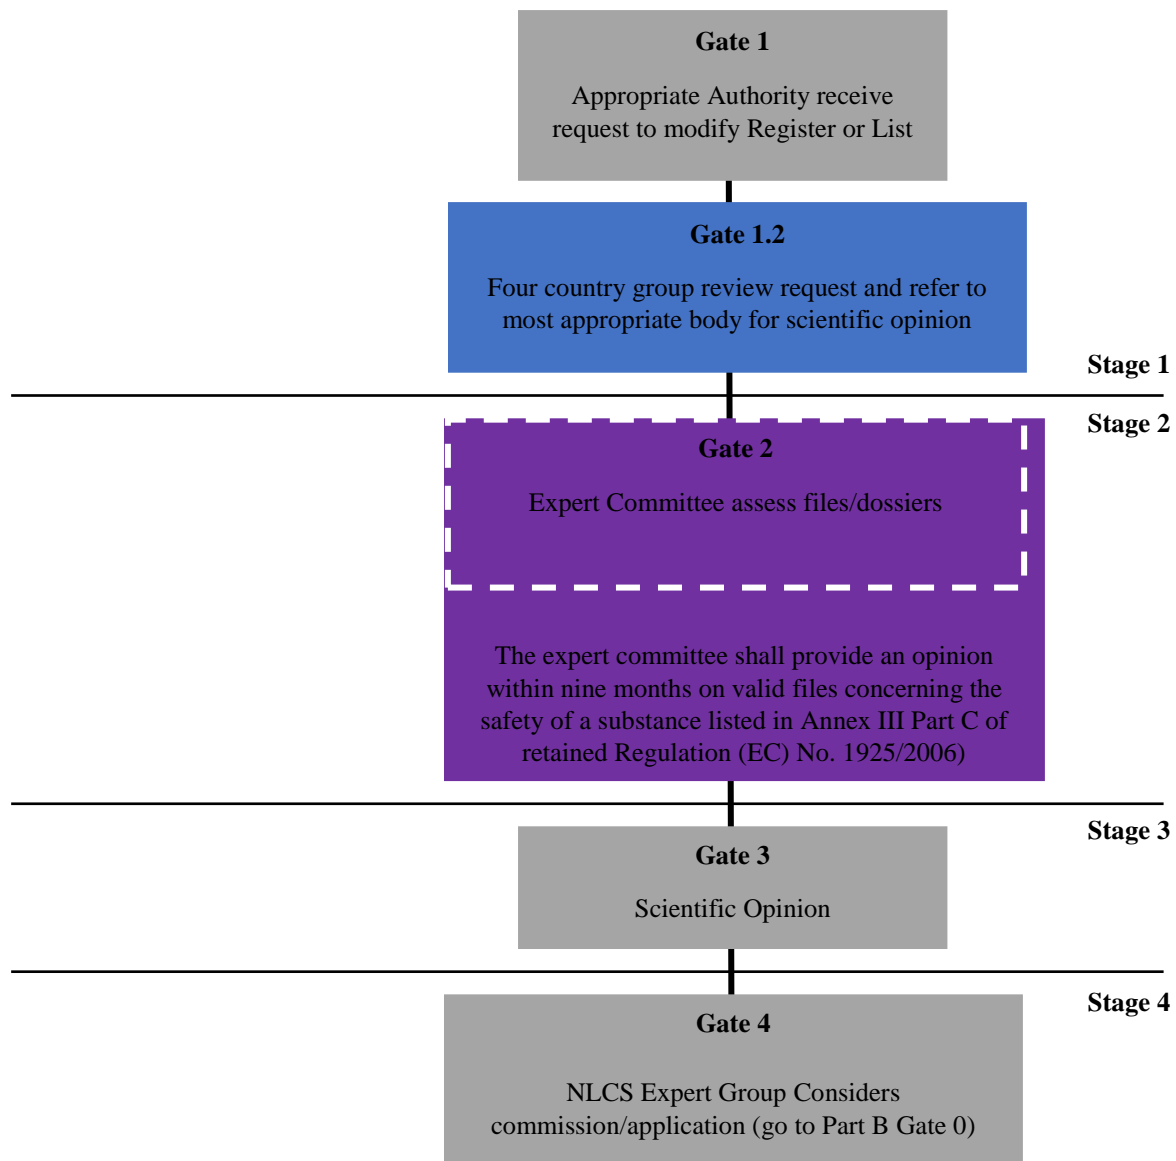 Gate 1
Appropriate Authority receive
request to modify Register or List
Gate 1.2
Four country group review request and refer to
most appropriate body for scientific opinion
Stage 1
Stage 2
Gate 2
Expert Committee assess files/dossiers
The expert committee shall provide an opinion
within nine months on valid files concerning the
safety of a substance listed in Annex III Part C of
retained Regulation (EC) No. 1925/2006)
Stage 3
Gate 3
Scientific Opinion
Stage 4
Gate 4
NLCS Expert Group Considers
commission/application (go to Part B Gate 0)